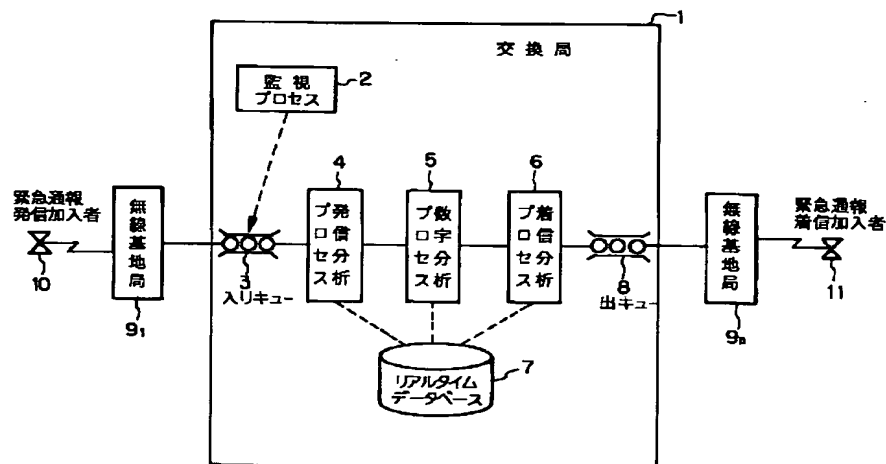 1
交換局
監視
プロセス
2
4
5
6
緊急通報
発信加入者
無線基地局
発信分析
プロセス
数字分析
プロセス
着信分析
プロセス
無線基地局
緊急通報
着信加入者
10
3
入りキュー
8
出キュー
11
9₁
9n
7
リアルタイム
データベース